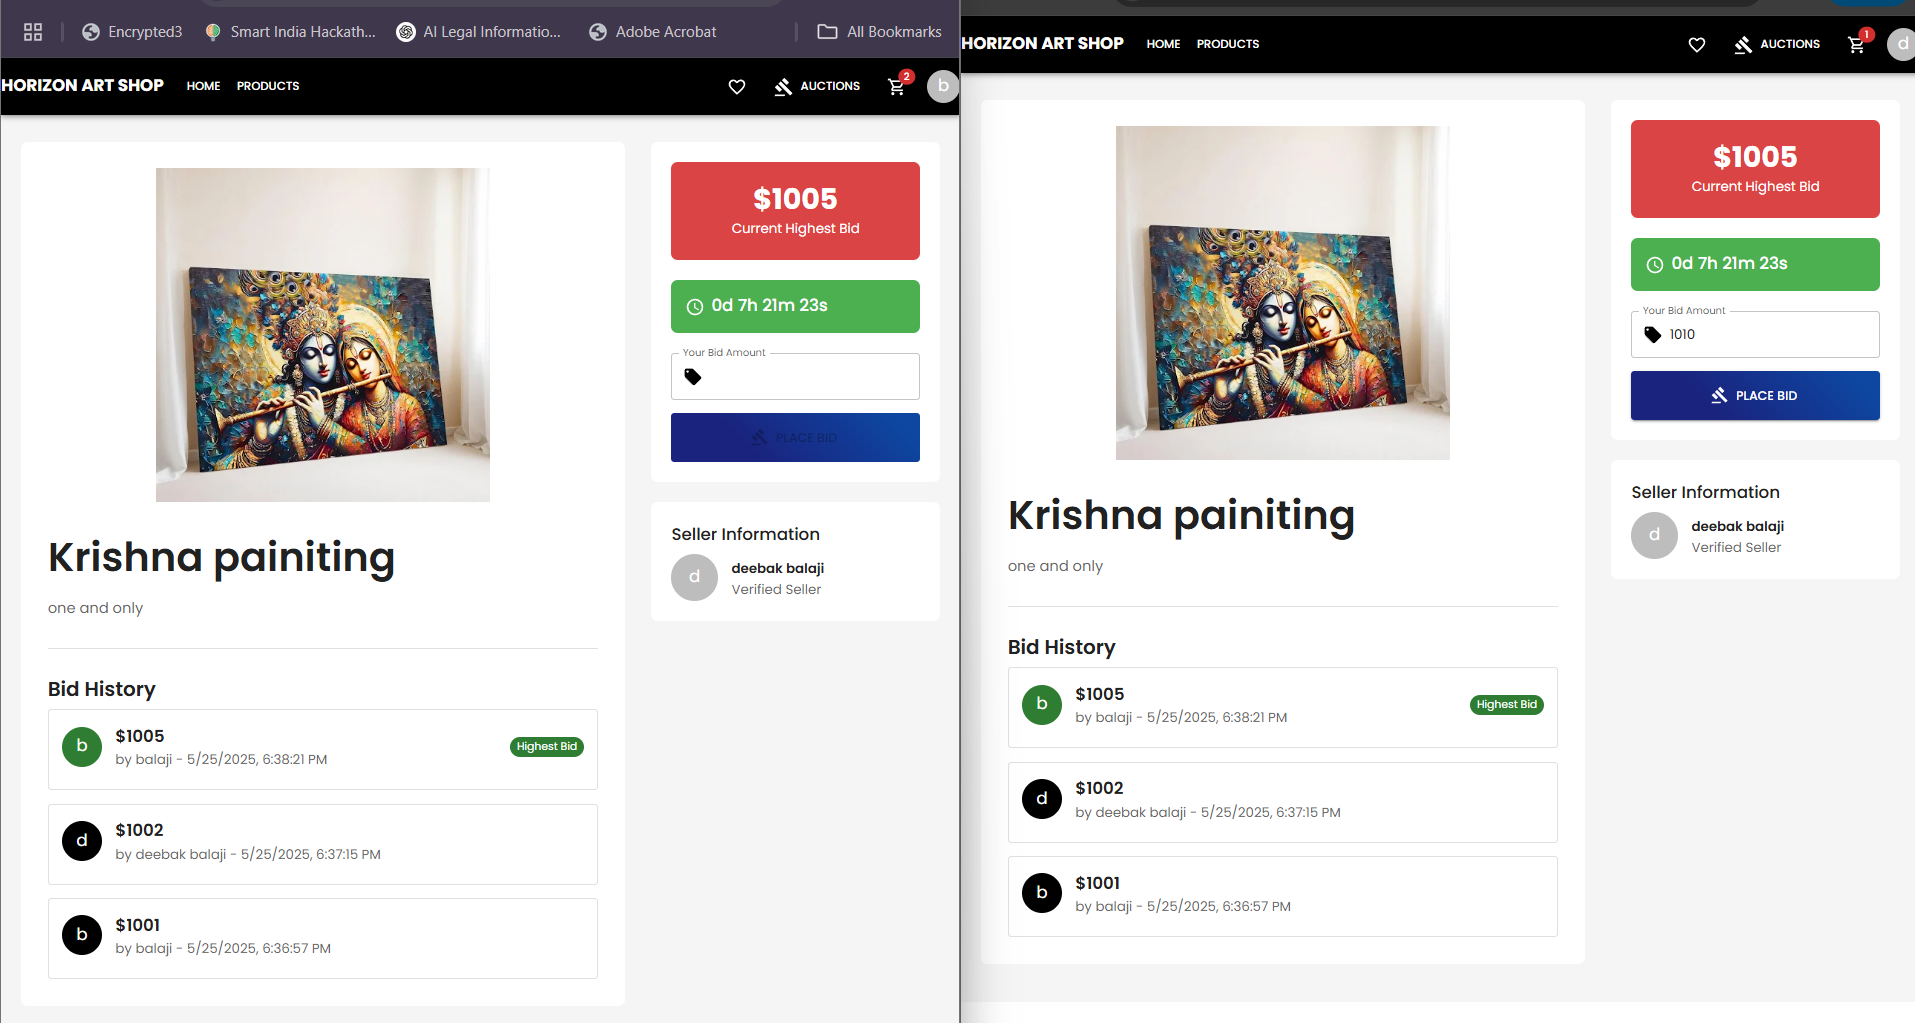 Encrypted3
Smart India Hackath...
AI Legal Informatio...
Adobe Acrobat
All Bookmarks
HORIZON ART SHOP
HOME
PRODUCTS
AUCTIONS
2
b
$1005
Current Highest Bid
0d 7h 21m 23s
Your Bid Amount
PLACE BID
Seller Information
d
deebak balaji
Verified Seller
Krishna painiting
one and only
Bid History
b
$1005
by balaji - 5/25/2025, 6:38:21 PM
Highest Bid
d
$1002
by deebak balaji - 5/25/2025, 6:37:15 PM
b
$1001
by balaji - 5/25/2025, 6:36:57 PM
HORIZON ART SHOP
HOME
PRODUCTS
AUCTIONS
1
d
$1005
Current Highest Bid
0d 7h 21m 23s
Your Bid Amount
1010
PLACE BID
Seller Information
d
deebak balaji
Verified Seller
Krishna painiting
one and only
Bid History
b
$1005
by balaji - 5/25/2025, 6:38:21 PM
Highest Bid
d
$1002
by deebak balaji - 5/25/2025, 6:37:15 PM
b
$1001
by balaji - 5/25/2025, 6:36:57 PM